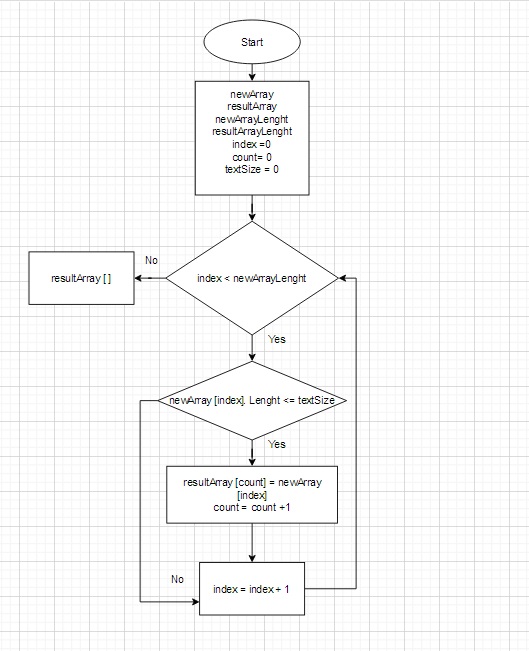 Start
newArray
resultArray
newArrayLenght
resultArrayLenght
index =0
count= 0
textSize = 0
No
resultArray [ ]
index < newArrayLenght
Yes
newArray [index]. Lenght <= textSize
Yes
resultArray [count] = newArray
[index]
count = count +1
No
index = index + 1